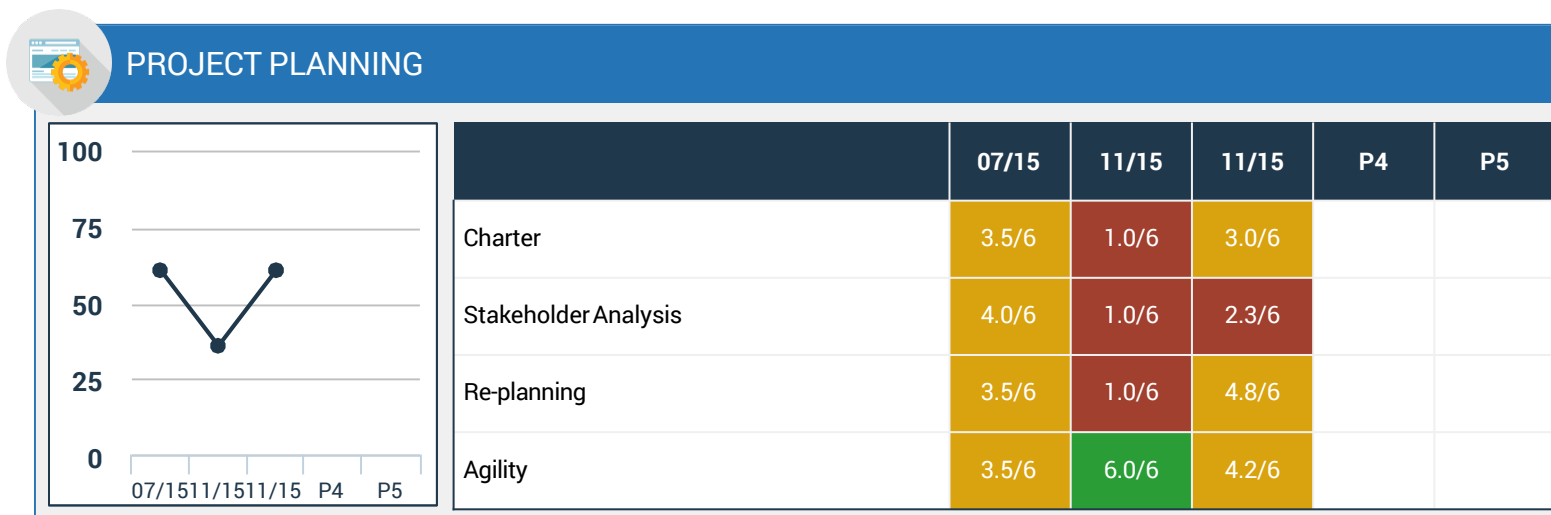 PROJECT PLANNING
100
75
50
25
0
07/15 11/15 11/15 P4 P5
07/15 11/15 11/15 P4 P5
Charter 3.5/6 1.0/6 3.0/6
Stakeholder Analysis 4.0/6 1.0/6 2.3/6
Re-planning 3.5/6 1.0/6 4.8/6
Agility 3.5/6 6.0/6 4.2/6